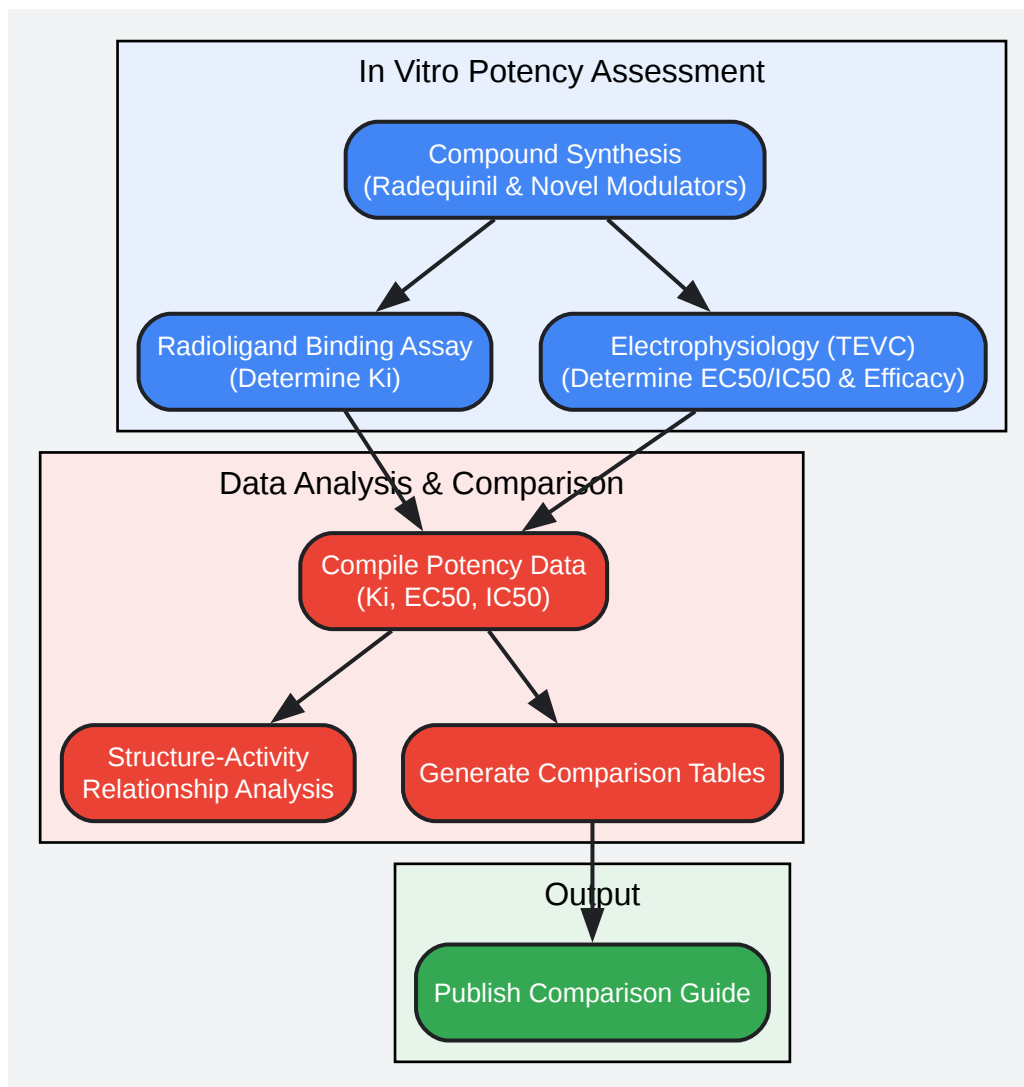 In Vitro Potency Assessment
Compound Synthesis
(Radequinil & Novel Modulators)
Radioligand Binding Assay
(Determine Ki)
Electrophysiology (TEVC)
(Determine EC50/IC50 & Efficacy)
Data Analysis & Comparison
Compile Potency Data
(Ki, EC50, IC50)
Structure-Activity
Relationship Analysis
Generate Comparison Tables
Output
Publish Comparison Guide